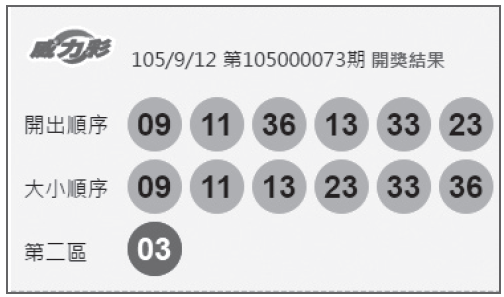 威力彩
105/9/12 第105000073期 開獎結果
開出順序 09 11 36 13 33 23
大小順序 09 11 13 23 33 36
第二區 03